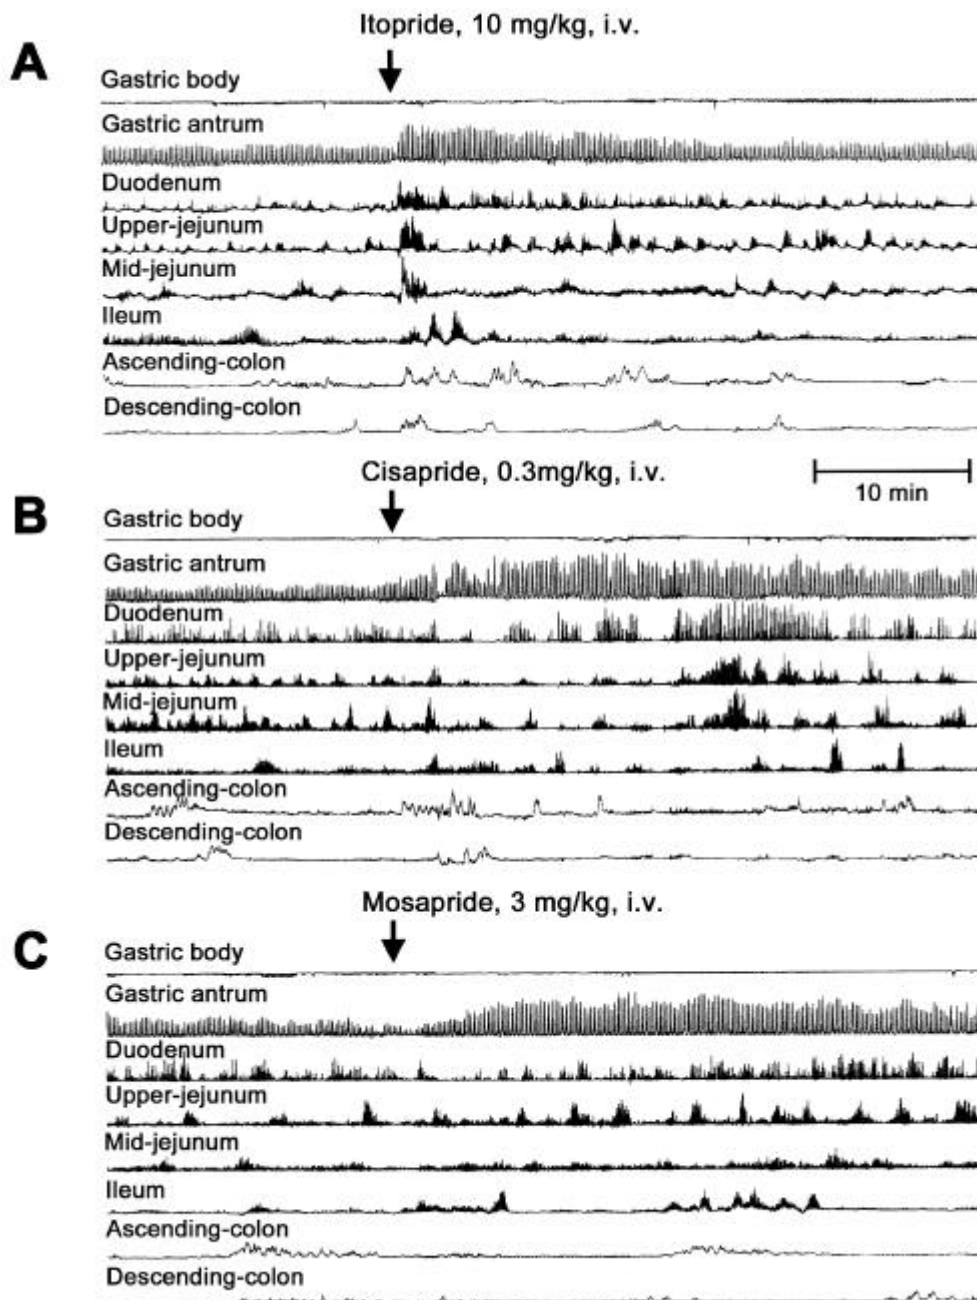 Itopride, 10 mg/kg, i.v.
A
Gastric body
Gastric antrum
Duodenum
Upper-jejunum
Mid-jejunum
Ileum
Ascending-colon
Descending-colon
Cisapride, 0.3mg/kg, i.v.
10 min
B
Gastric body
Gastric antrum
Duodenum
Upper-jejunum
Mid-jejunum
Ileum
Ascending-colon
Descending-colon
Mosapride, 3 mg/kg, i.v.
C
Gastric body
Gastric antrum
Duodenum
Upper-jejunum
Mid-jejunum
Ileum
Ascending-colon
Descending-colon